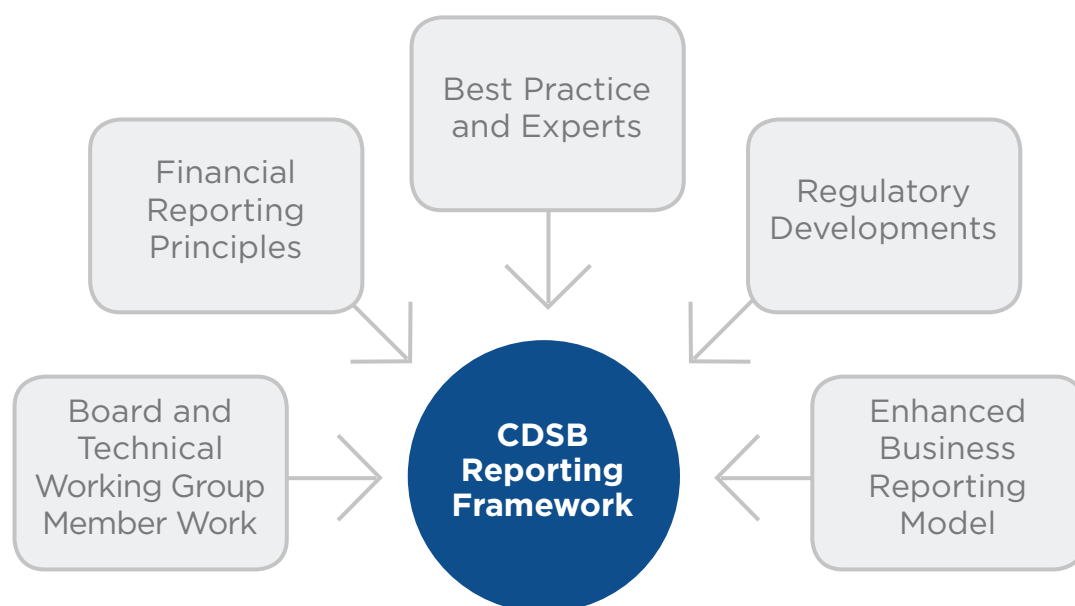 Best Practice
and Experts
Financial
Reporting
Principles
Regulatory
Developments
Board and
Technical
Working Group
Member Work
CDSB
Reporting
Framework
Enhanced
Business
Reporting
Model